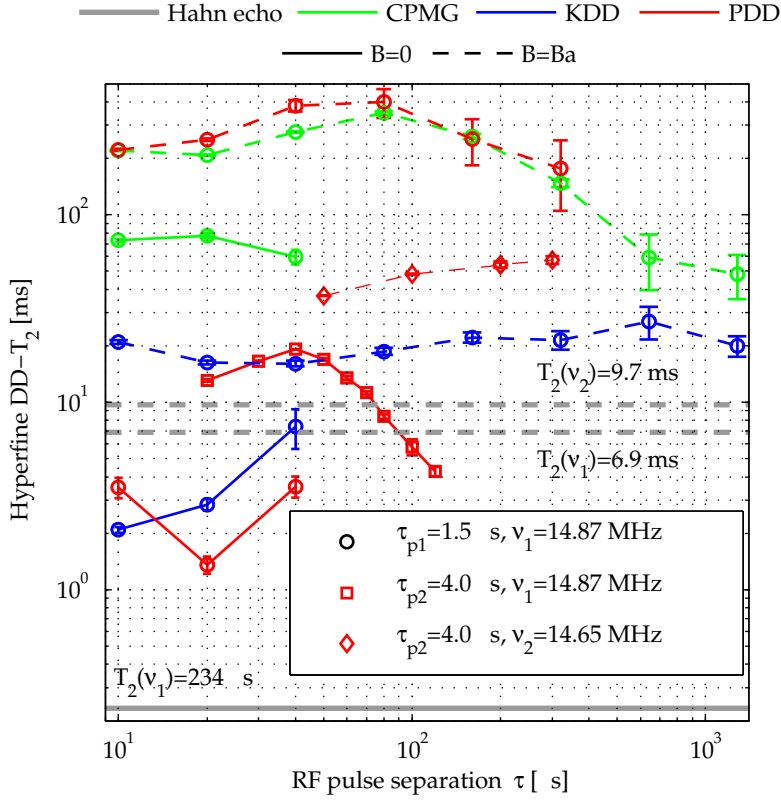 Hahn echo CPMG KDD PDD
B=0 B=Ba
Hyperfine DD−T2 [ms]
10^2
10^1
10^0
T2(ν2)=9.7 ms
T2(ν1)=6.9 ms
τp1=1.5 s, ν1=14.87 MHz
τp2=4.0 s, ν1=14.87 MHz
τp2=4.0 s, ν2=14.65 MHz
T2(ν1)=234 s
10^1 10^2 10^3
RF pulse separation τ [ s]